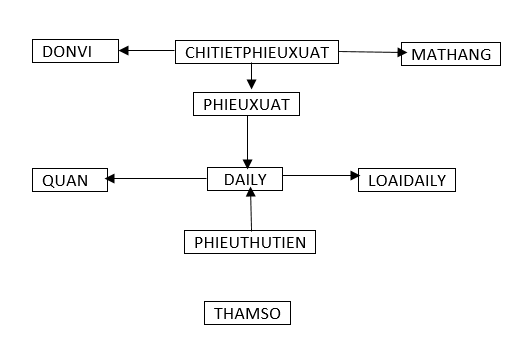 DONVI
CHITIETPHIEUXUAT
MATHANG
PHIEUXUAT
QUAN
DAILY
LOAIDAILY
PHIEUTHUTIEN
THAMSO